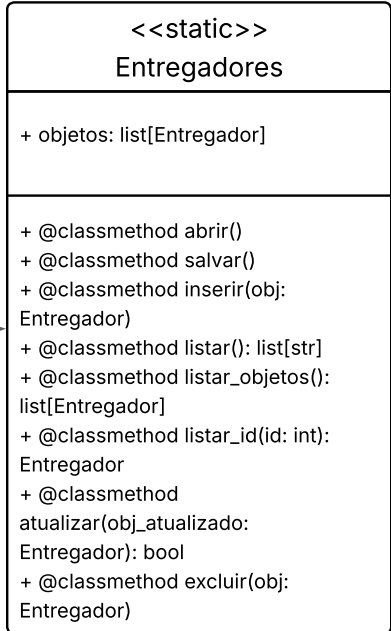 <<static>>
Entregadores
+ objetos: list[Entregador]
+ @classmethod abrir()
+ @classmethod salvar()
+ @classmethod inserir(obj:
Entregador)
+ @classmethod listar(): list[str]
+ @classmethod listar_objetos():
list[Entregador]
+ @classmethod listar_id(id: int):
Entregador
+ @classmethod
atualizar(obj_atualizado:
Entregador): bool
+ @classmethod excluir(obj:
Entregador)